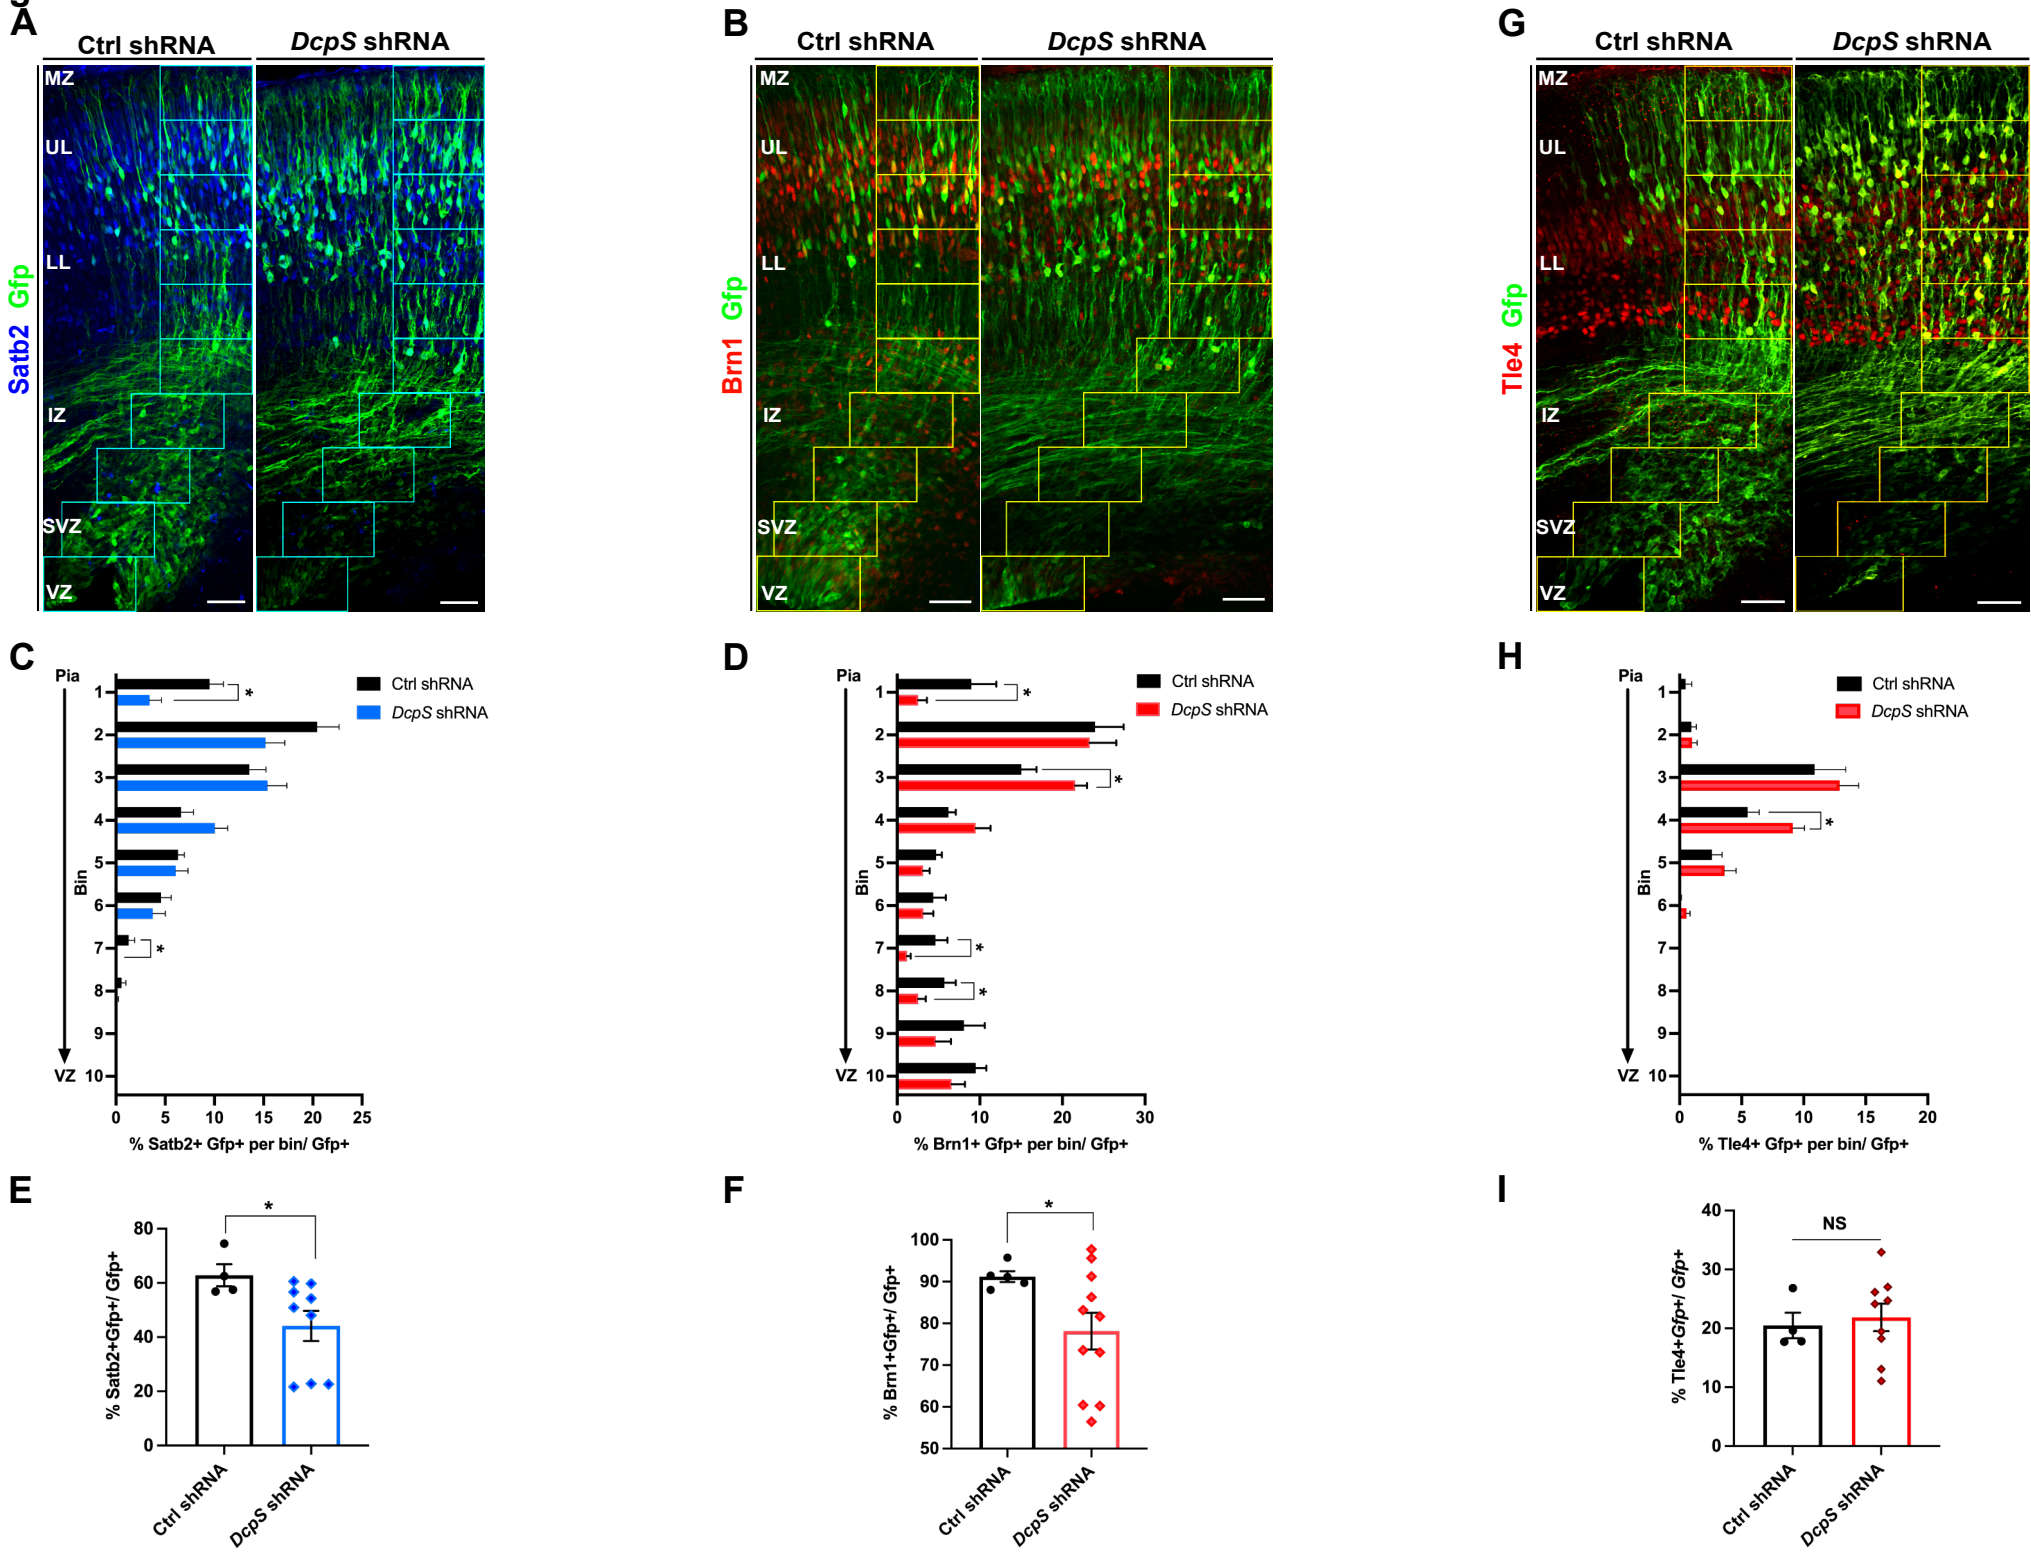 A
Ctrl shRNA
DcpS shRNA
Satb2 Gfp
MZ
UL
LL
IZ
SVZ
VZ
B
Ctrl shRNA
DcpS shRNA
Brn1 Gfp
MZ
UL
LL
IZ
SVZ
VZ
G
Ctrl shRNA
DcpS shRNA
Tle4 Gfp
MZ
UL
LL
IZ
SVZ
VZ
C
Pia
VZ
Bin
1
2
3
4
5
6
7
8
9
10
*
*
Ctrl shRNA
DcpS shRNA
0 5 10 15 20 25
% Satb2+ Gfp+ per bin/ Gfp+
D
Pia
VZ
Bin
1
2
3
4
5
6
7
8
9
10
*
*
*
*
Ctrl shRNA
DcpS shRNA
0 10 20 30
% Brn1+ Gfp+ per bin/ Gfp+
H
Pia
VZ
Bin
1
2
3
4
5
6
7
8
9
10
*
Ctrl shRNA
DcpS shRNA
0 5 10 15 20
% Tle4+ Gfp+ per bin/ Gfp+
E
% Satb2+Gfp+/ Gfp+
80
60
40
20
0
*
Ctrl shRNA
DcpS shRNA
F
% Brn1+Gfp+/ Gfp+
100
90
80
70
60
50
*
Ctrl shRNA
DcpS shRNA
I
% Tle4+Gfp+/ Gfp+
40
30
20
10
0
NS
Ctrl shRNA
DcpS shRNA